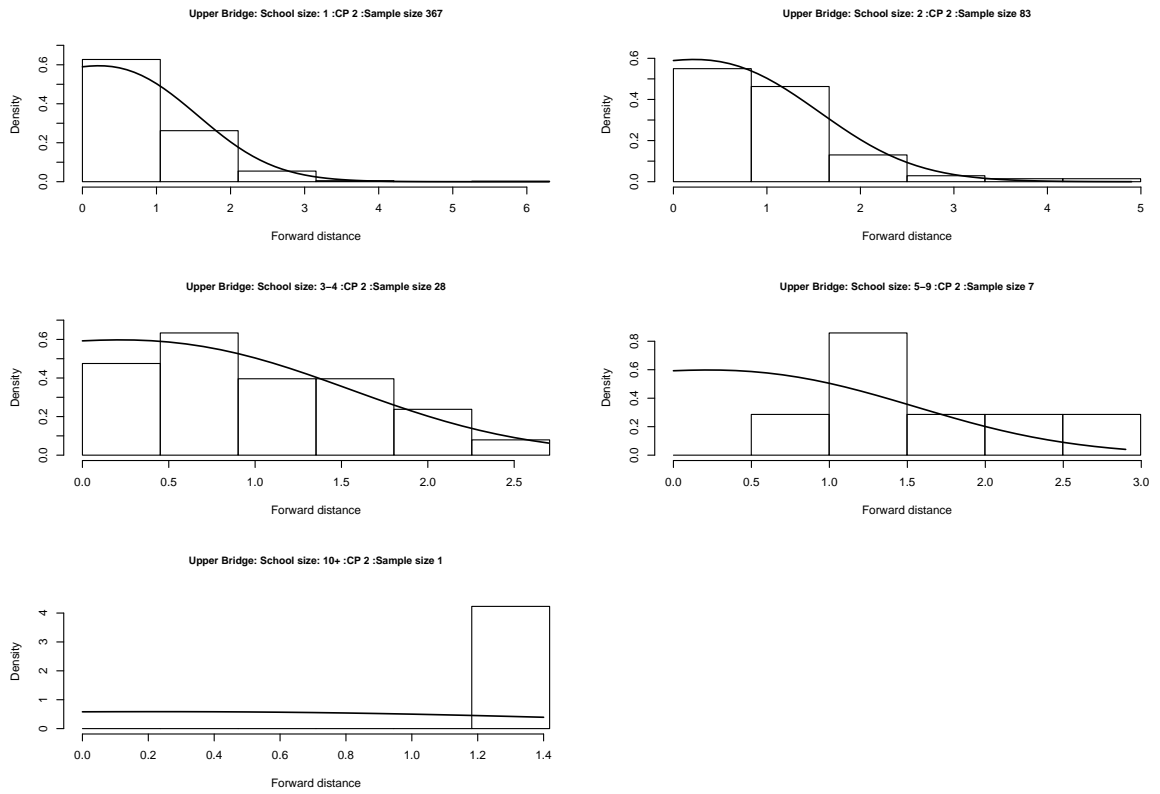 Upper Bridge: School size: 1 :CP 2 :Sample size 367
Density
0.0 0.2 0.4 0.6
0 1 2 3 4 5 6
Forward distance
Upper Bridge: School size: 2 :CP 2 :Sample size 83
Density
0.0 0.2 0.4 0.6
0 1 2 3 4 5
Forward distance
Upper Bridge: School size: 3–4 :CP 2 :Sample size 28
Density
0.0 0.2 0.4 0.6
0.0 0.5 1.0 1.5 2.0 2.5
Forward distance
Upper Bridge: School size: 5–9 :CP 2 :Sample size 7
Density
0.0 0.2 0.4 0.6 0.8
0.0 0.5 1.0 1.5 2.0 2.5 3.0
Forward distance
Upper Bridge: School size: 10+ :CP 2 :Sample size 1
Density
0 1 2 3 4
0.0 0.2 0.4 0.6 0.8 1.0 1.2 1.4
Forward distance